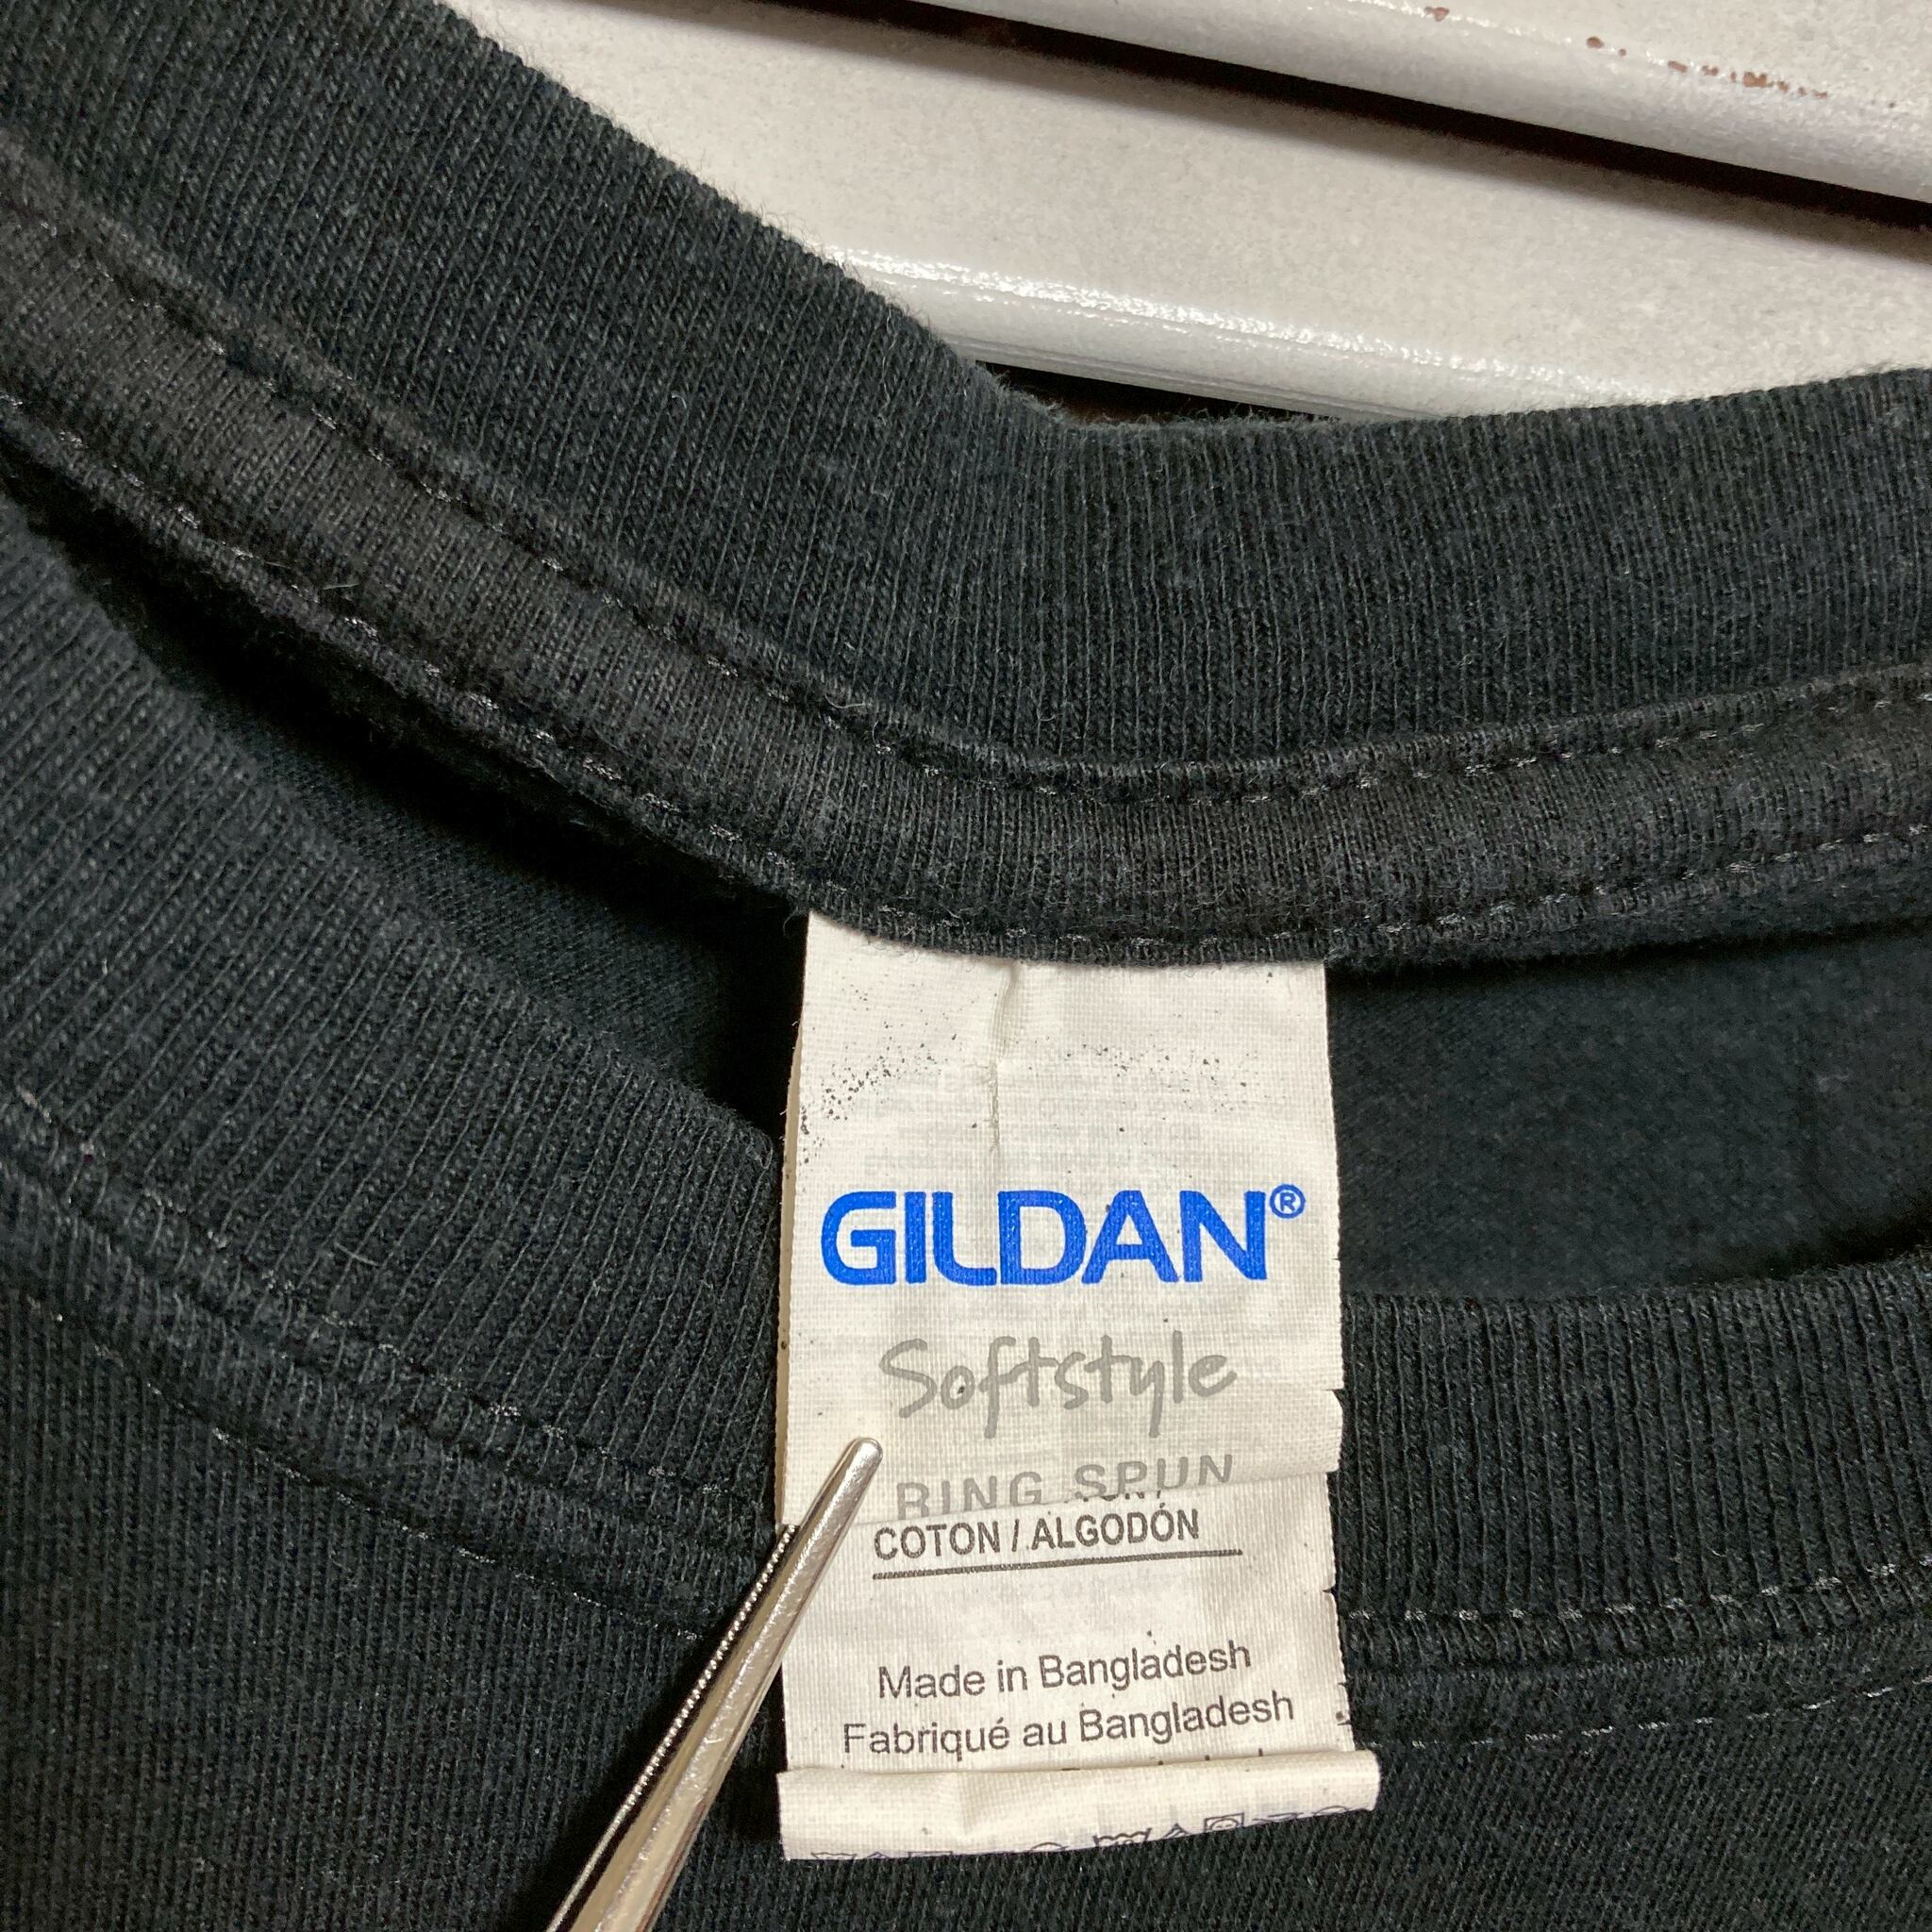 GILDAN®
Softstyle
RING SPUN
COTON / ALGODÓN
Made in Bangladesh
Fabriqué au Bangladesh